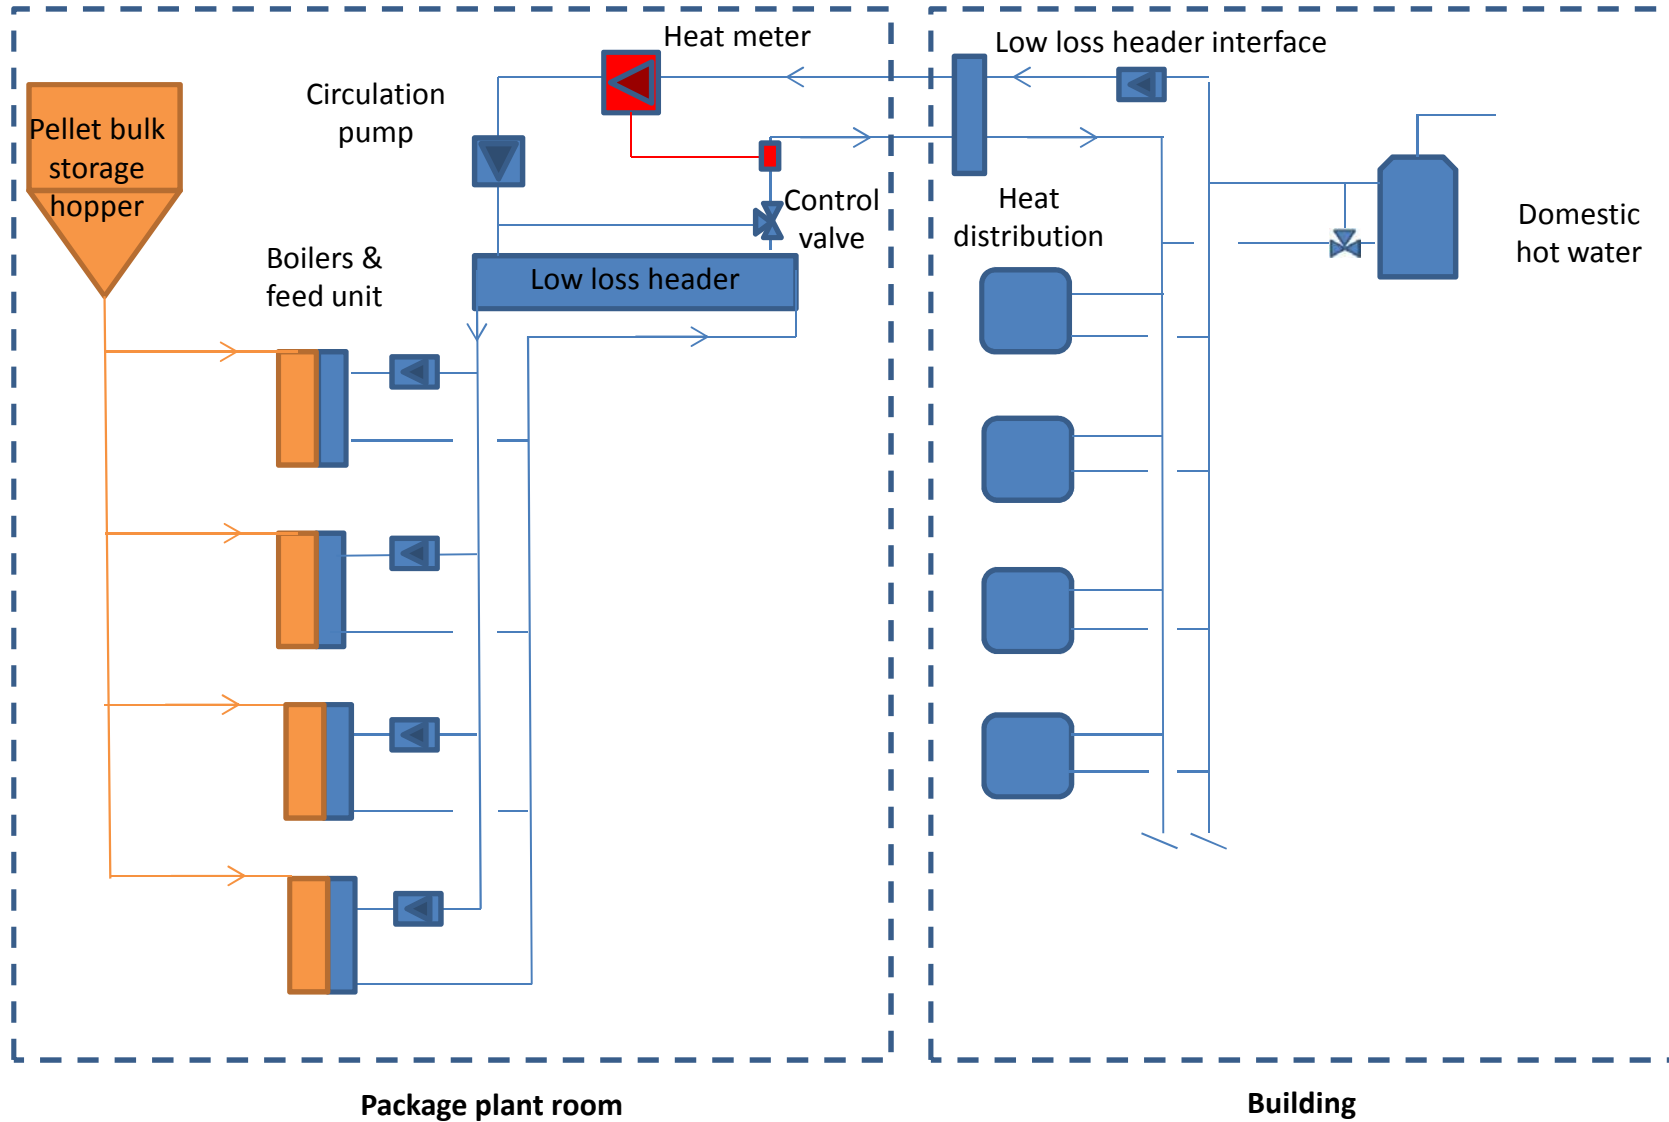 Heat meter
Low loss header interface
Circulation
pump
Pellet bulk
storage
hopper
Control
valve
Heat
distribution
Domestic
hot water
Boilers &
feed unit
Low loss header
Package plant room
Building